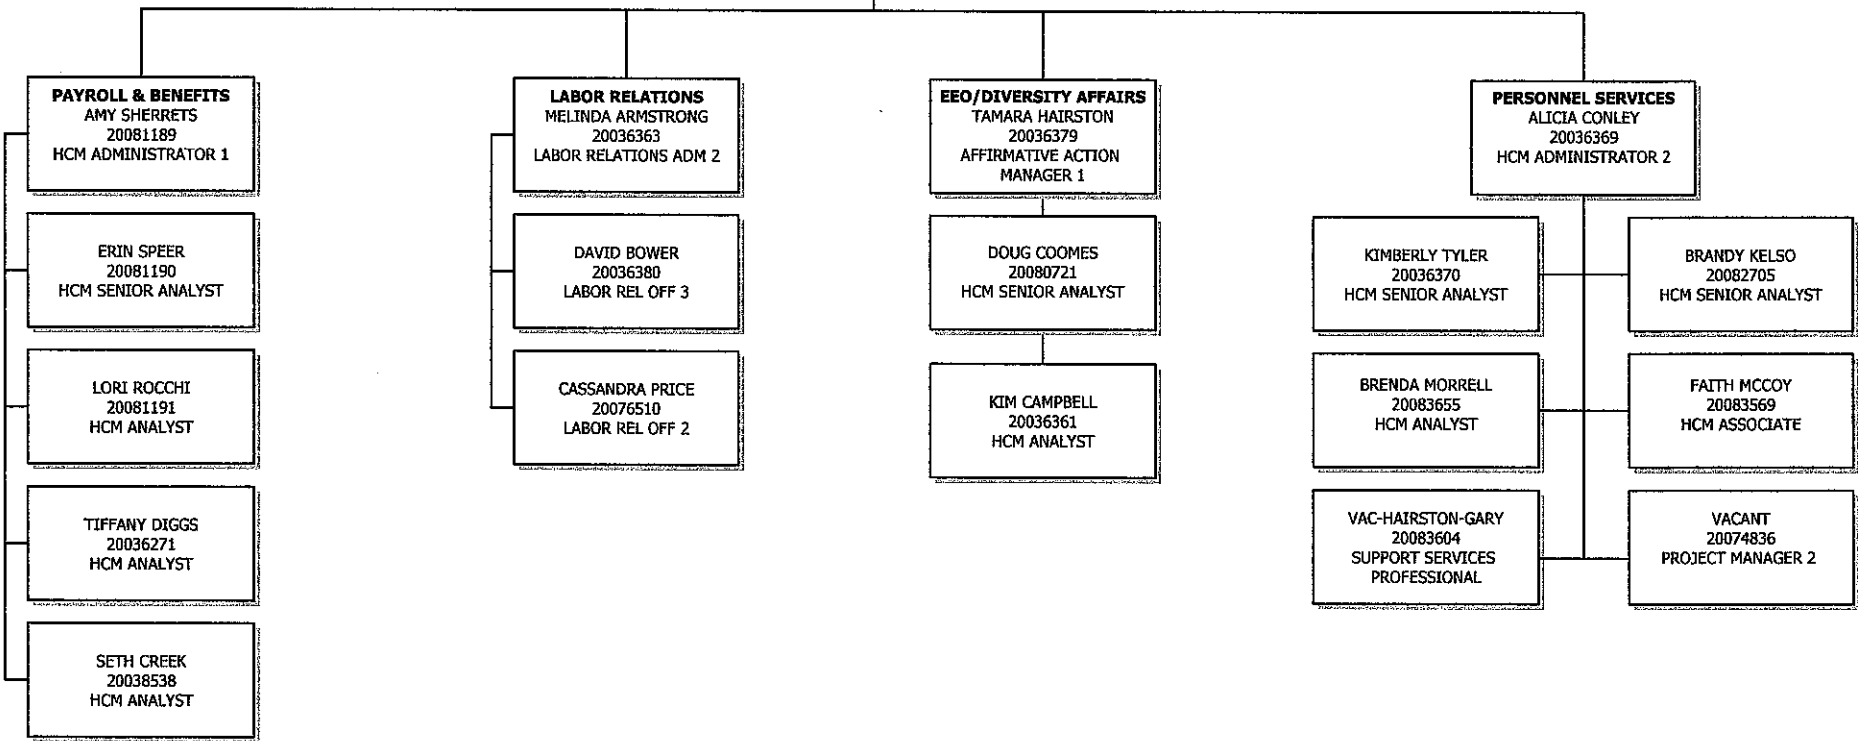 PAYROLL & BENEFITS
AMY SHERRETS
20081189
HCM ADMINISTRATOR 1
ERIN SPEER
20081190
HCM SENIOR ANALYST
LORI ROCCHI
20081191
HCM ANALYST
TIFFANY DIGGS
20036271
HCM ANALYST
SETH CREEK
20038538
HCM ANALYST
LABOR RELATIONS
MELINDA ARMSTRONG
20036363
LABOR RELATIONS ADM 2
DAVID BOWER
20036380
LABOR REL OFF 3
CASSANDRA PRICE
20076510
LABOR REL OFF 2
EEO/DIVERSITY AFFAIRS
TAMARA HAIRSTON
20036379
AFFIRMATIVE ACTION
MANAGER 1
DOUG COOMES
20080721
HCM SENIOR ANALYST
KIM CAMPBELL
20036361
HCM ANALYST
PERSONNEL SERVICES
ALICIA CONLEY
20036369
HCM ADMINISTRATOR 2
KIMBERLY TYLER
20036370
HCM SENIOR ANALYST
BRANDY KELSO
20082705
HCM SENIOR ANALYST
BRENDA MORRELL
20083655
HCM ANALYST
FAITH MCCOY
20083569
HCM ASSOCIATE
VAC-HAIRSTON-GARY
20083604
SUPPORT SERVICES
PROFESSIONAL
VACANT
20074836
PROJECT MANAGER 2